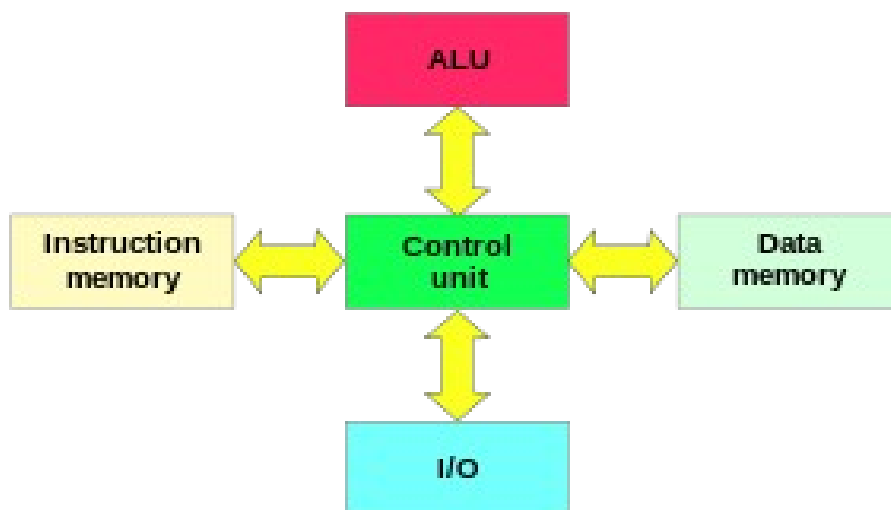 ALU
Instruction
memory
Control
unit
Data
memory
I/O